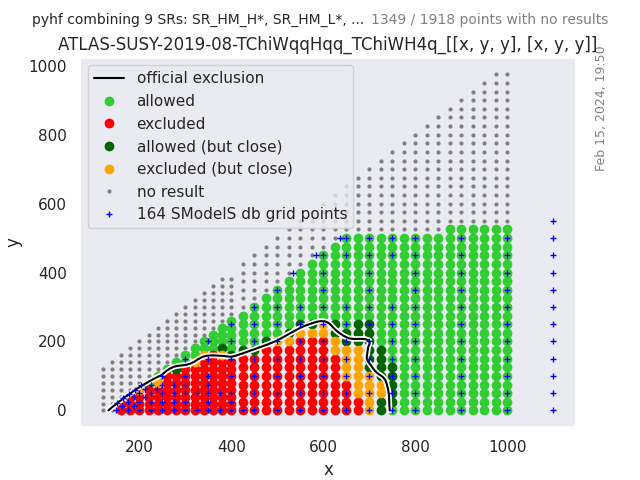 pyhf combining 9 SRs: SR_HM_H*, SR_HM_L*, ... 1349 / 1918 points with no results
ATLAS-SUSY-2019-08-TChiWqqHqq_TChiWH4q_[[x, y, y], [x, y, y]]
Feb 15, 2024, 19:50
official exclusion
allowed
excluded
allowed (but close)
excluded (but close)
no result
164 SModelS db grid points
y
1000
800
600
400
200
0
200 400 600 800 1000
x